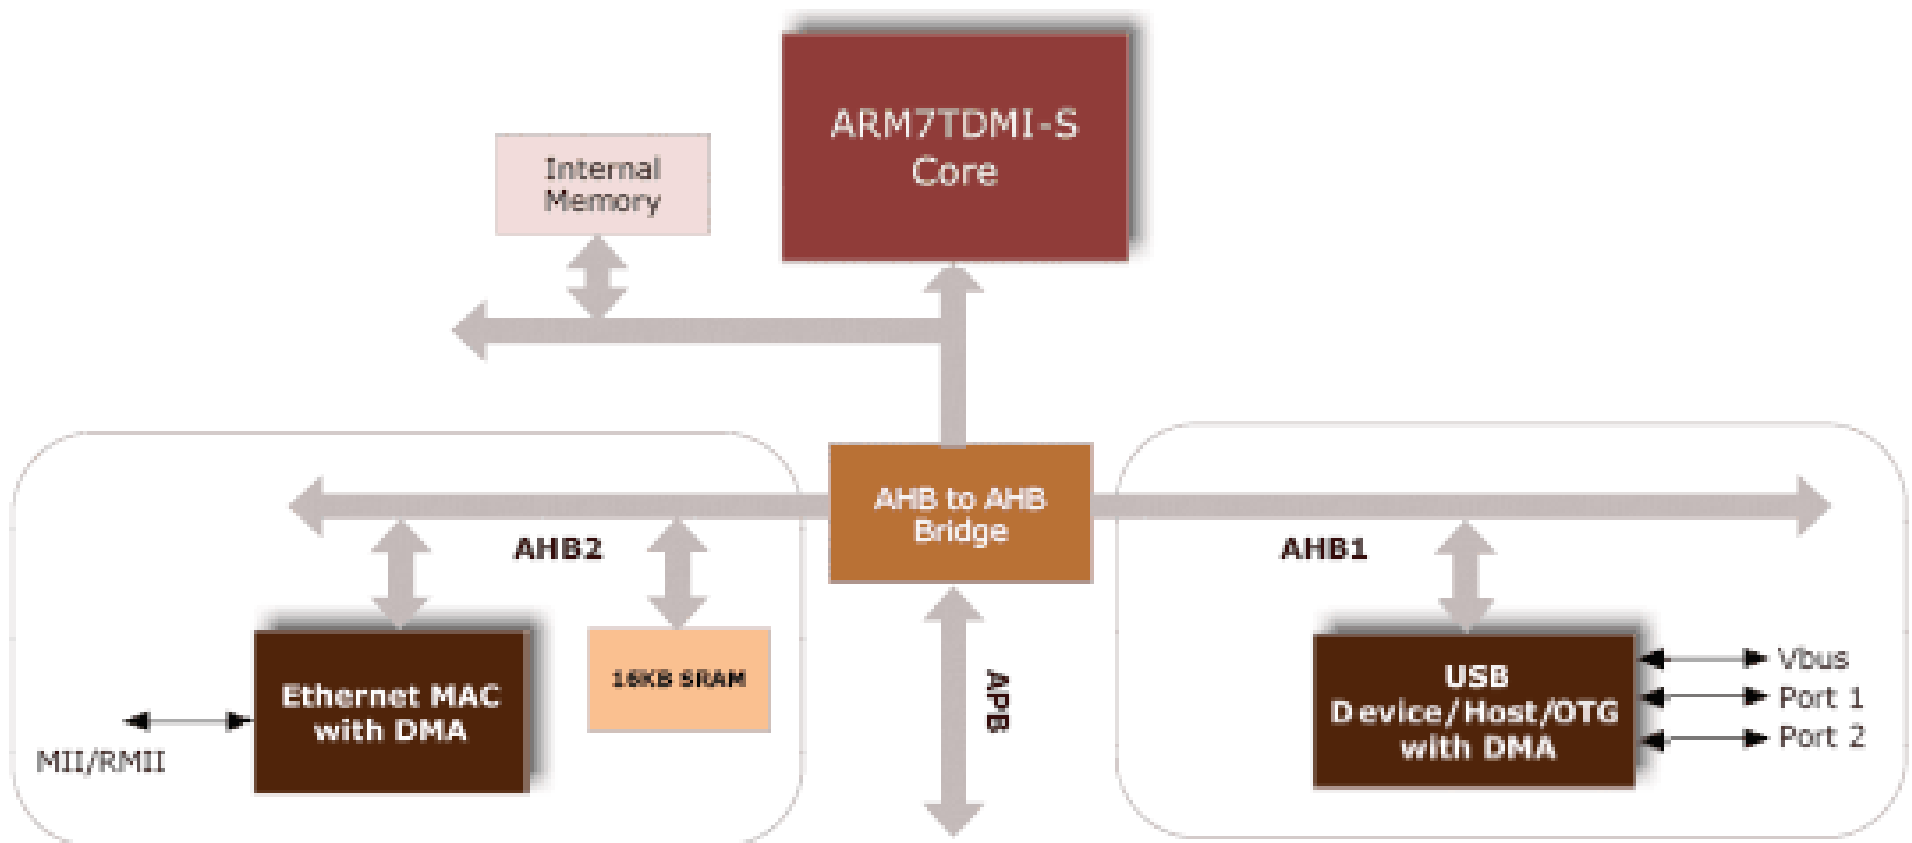 ARM7TDMI-S
Core
Internal
Memory
AHB to AHB
Bridge
AHB2
AHB1
Ethernet MAC
with DMA
16KB SRAM
APB
USB
Device/Host/OTG
with DMA
Vbus
Port 1
Port 2
MII/RMII